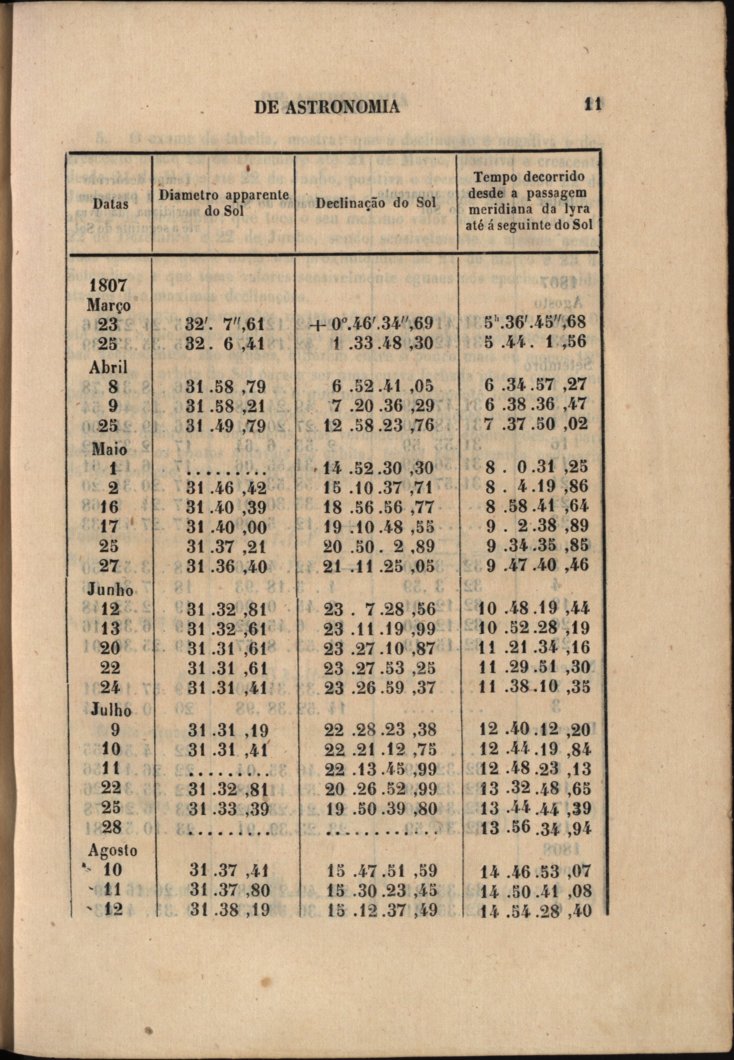 DE ASTRONOMIA 11
Datas Diametro apparente do Sol Declinação do Sol Tempo decorrido desde a passagem meridiana da lyra até á seguinte do Sol
1807
Março
23 32'. 7",61 + 0°.46'.34",69 5ʰ.36'.45",68
25 32. 6 ,41 1 .33.48 ,30 5 .44. 1 ,56
Abril
8 31.58 ,79 6 .52.41 ,05 6 .34.57 ,27
9 31.58 ,21 7 .20.36 ,29 6 .38.36 ,47
25 31.49 ,79 12 .58.23 ,76 7 .37.50 ,02
Maio
1 ......... 14 .52.30 ,30 8 . 0.31 ,25
2 31.46 ,42 15 .10.37 ,71 8 . 4.19 ,86
16 31.40 ,39 18 .56.56 ,77 8 .58.41 ,64
17 31.40 ,00 19 .10.48 ,55 9 . 2.38 ,89
25 31.37 ,21 20 .50. 2 ,89 9 .34.35 ,85
27 31.36 ,40 21 .11.25 ,05 9 .47.40 ,46
Junho
12 31.32 ,81 23 . 7.28 ,56 10 .48.19 ,44
13 31.32 ,61 23 .11.19 ,99 10 .52.28 ,19
20 31.31 ,61 23 .27.10 ,87 11 .21.34 ,16
22 31.31 ,61 23 .27.53 ,25 11 .29.51 ,30
24 31.31 ,41 23 .26.59 ,37 11 .38.10 ,35
Julho
9 31.31 ,19 22 .28.23 ,38 12 .40.12 ,20
10 31.31 ,41 22 .21.12 ,75 12 .44.19 ,84
11 ......... 22 .13.45 ,99 12 .48.23 ,13
22 31.32 ,81 20 .26.52 ,99 13 .32.48 ,65
25 31.33 ,39 19 .50.39 ,80 13 .44.44 ,39
28 ......... ............ 13 .56.34 ,94
Agosto
10 31.37 ,41 15 .47.51 ,59 14 .46.53 ,07
11 31.37 ,80 15 .30.23 ,45 14 .50.41 ,08
12 31.38 ,19 15 .12.37 ,49 14 .54.28 ,40